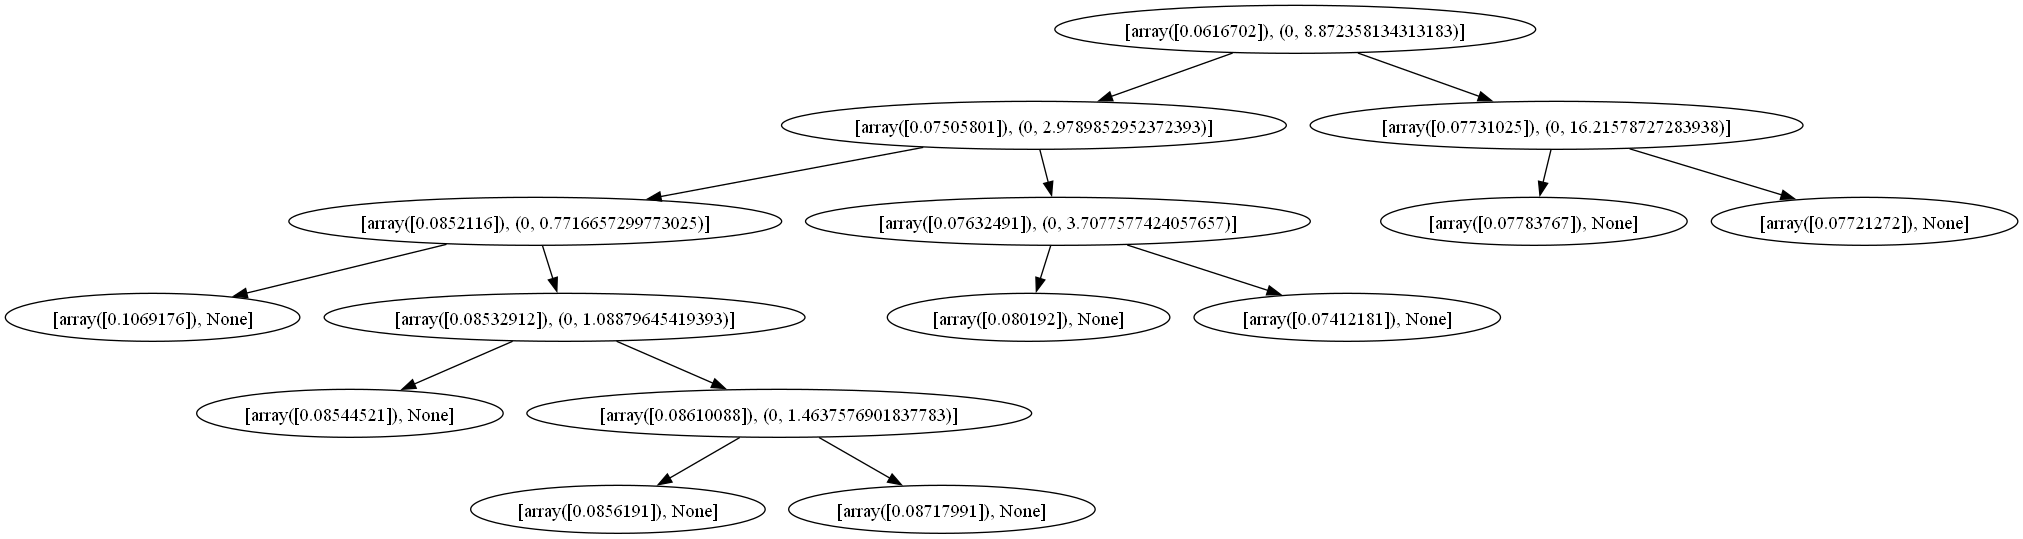 [array([0.0616702]), (0, 8.872358134313183)]
[array([0.07505801]), (0, 2.9789852952372393)]
[array([0.07731025]), (0, 16.21578727283938)]
[array([0.0852116]), (0, 0.7716657299773025)]
[array([0.07632491]), (0, 3.7077577424057657)]
[array([0.07783767]), None]
[array([0.07721272]), None]
[array([0.1069176]), None]
[array([0.08532912]), (0, 1.08879645419393)]
[array([0.080192]), None]
[array([0.07412181]), None]
[array([0.08544521]), None]
[array([0.08610088]), (0, 1.4637576901837783)]
[array([0.0856191]), None]
[array([0.08717991]), None]